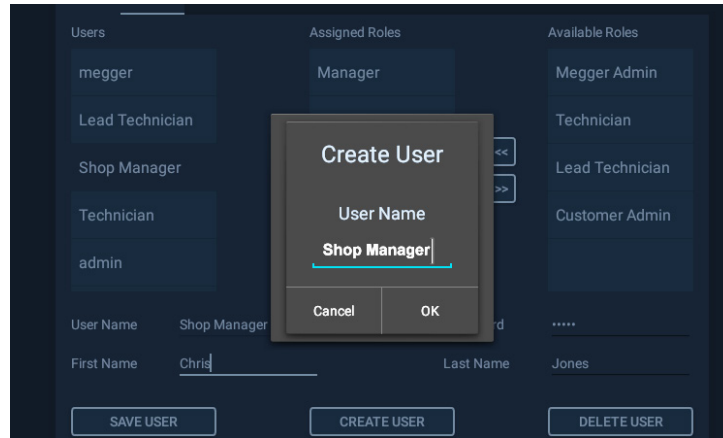 Users Assigned Roles Available Roles
megger Manager Megger Admin
Lead Technician Technician
Create User
<<
Shop Manager Lead Technician
>>
User Name
Technician Customer Admin
Shop Manager
admin
Cancel OK
User Name Shop Manager rd •••••
First Name Chris Last Name Jones
SAVE USER CREATE USER DELETE USER